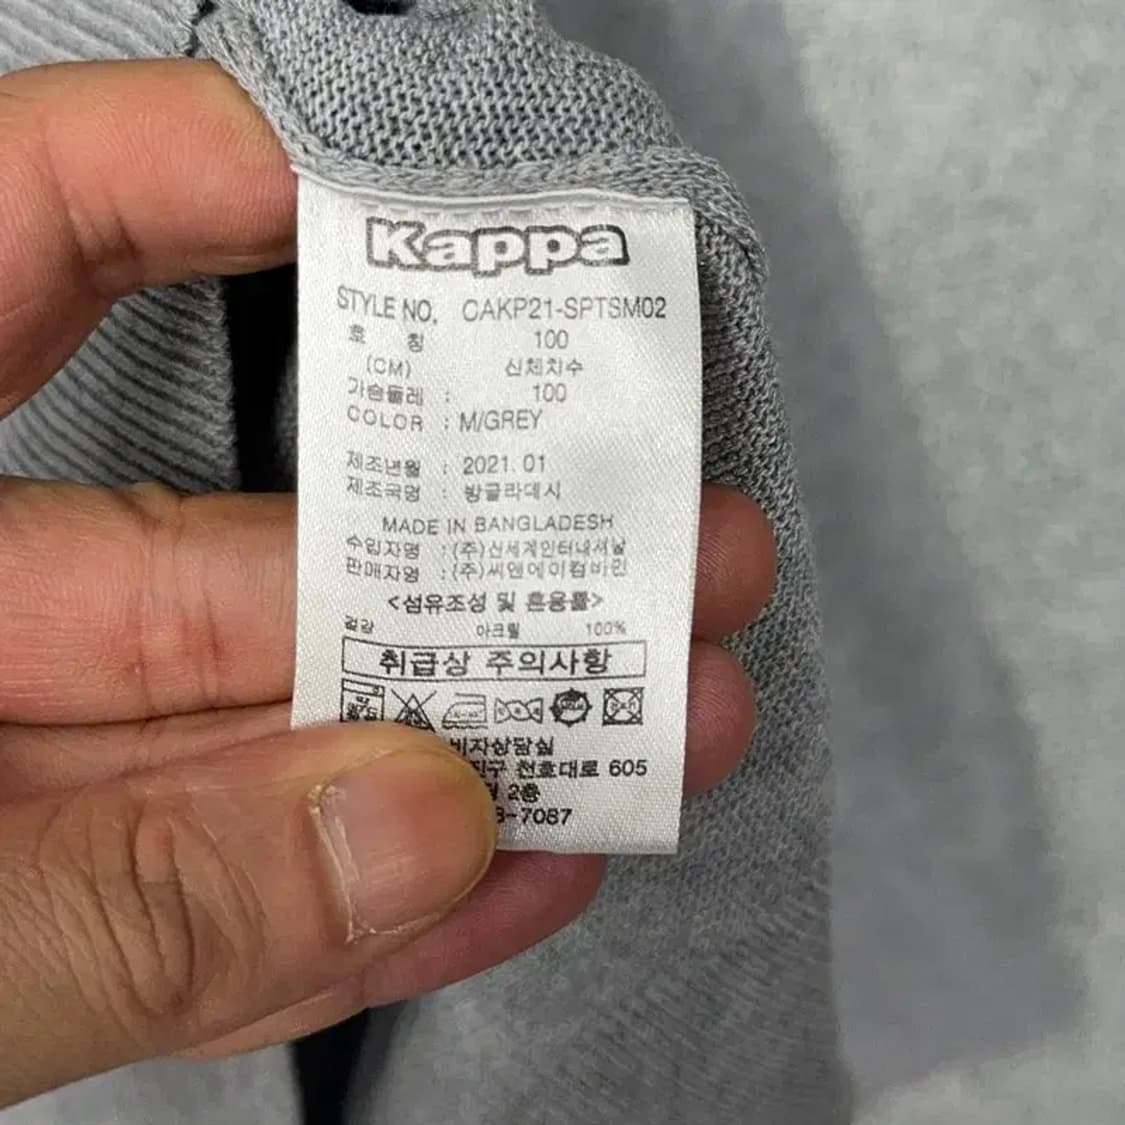 Kappa
STYLE NO. CAKP21-SPTSM02
호 칭 100
(CM) 신체치수
가슴둘레 : 100
COLOR : M/GREY
제조년월 : 2021. 01
제조국명 : 방글라데시
MADE IN BANGLADESH
수입자명 : (주)신세계인터내셔날
판매자명 : (주)씨앤에이컴바인
<섬유조성 및 혼용률>
겉감 아크릴 100%
취급상 주의사항
비자상담실
진구 천호대로 605
2층
3-7087